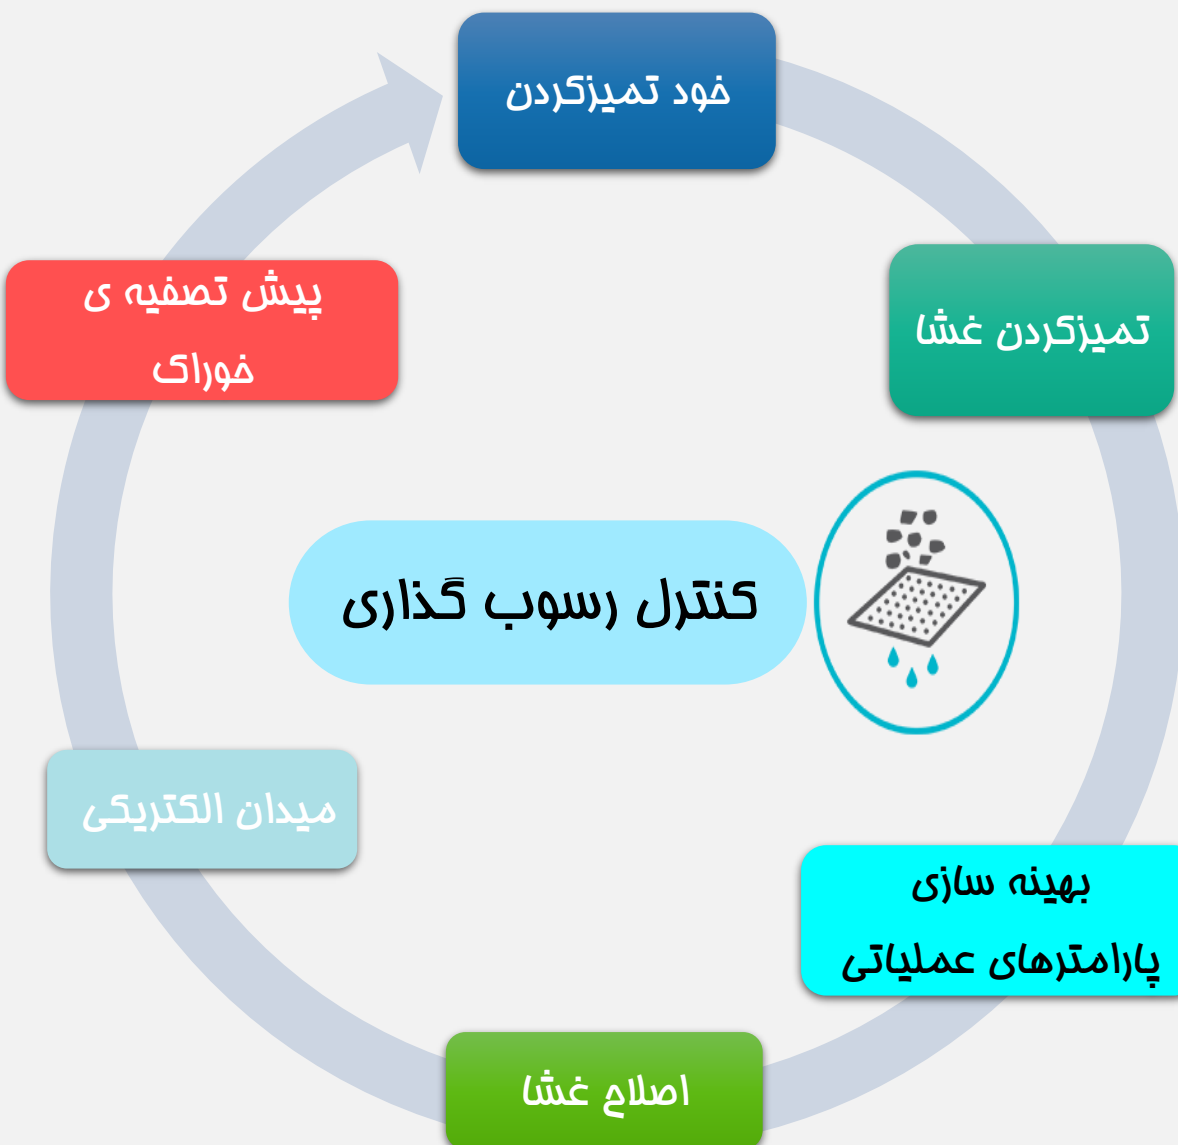 خود تمیزکردن
تمیزکردن غشا
بهینه سازی
پارامترهای عملیاتی
اصلاح غشا
میدان الکتریکی
پیش تصفیه ی
خوراک
کنترل رسوب گذاری